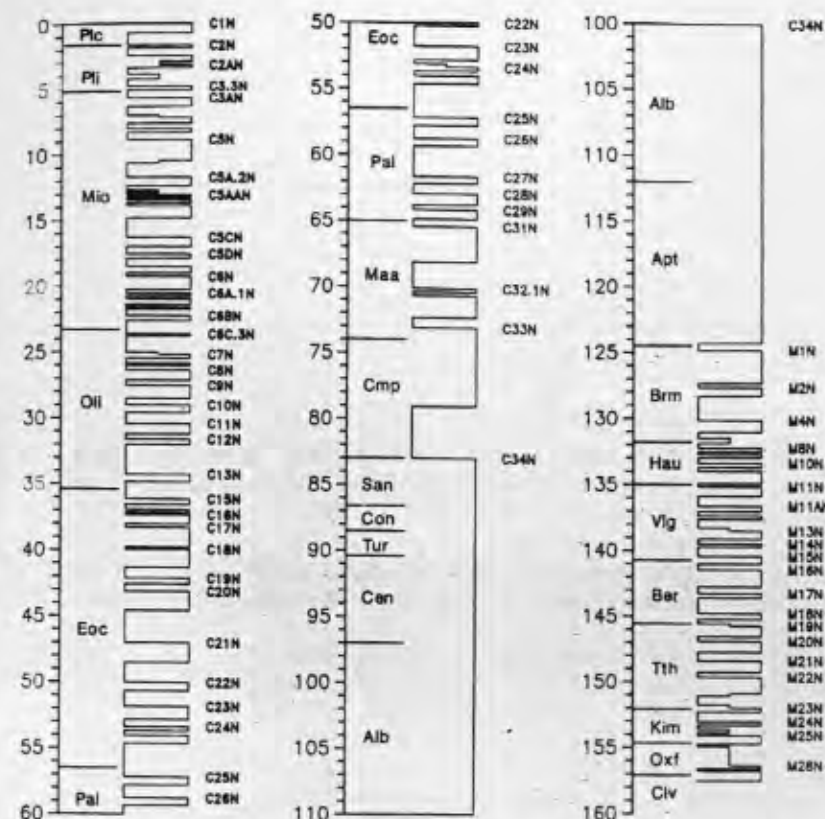 0
5
10
15
20
25
30
35
40
45
50
55
60
Plc
Pli
Mio
Oli
Eoc
Pal
C1N
C2N
C2AN
C3.3N
C3AN
C5N
C5A.2N
C5AAN
C5CN
C5DN
C6N
C6A.1N
C6BN
C6C.3N
C7N
C8N
C9N
C10N
C11N
C12N
C13N
C15N
C16N
C17N
C18N
C19N
C20N
C21N
C22N
C23N
C24N
C25N
C26N
50
55
60
65
70
75
80
85
90
95
100
105
110
Eoc
Pal
Maa
Cmp
San
Con
Tur
Cen
Alb
C22N
C23N
C24N
C25N
C26N
C27N
C28N
C29N
C31N
C32.1N
C33N
C34N
100
105
110
115
120
125
130
135
140
145
150
155
160
Alb
Apt
Brm
Hau
Vlg
Ber
Tth
Kim
Oxf
Clv
C34N
M1N
M2N
M4N
M8N
M10N
M11N
M11AN
M13N
M14N
M15N
M16N
M17N
M18N
M19N
M20N
M21N
M22N
M23N
M24N
M25N
M26N